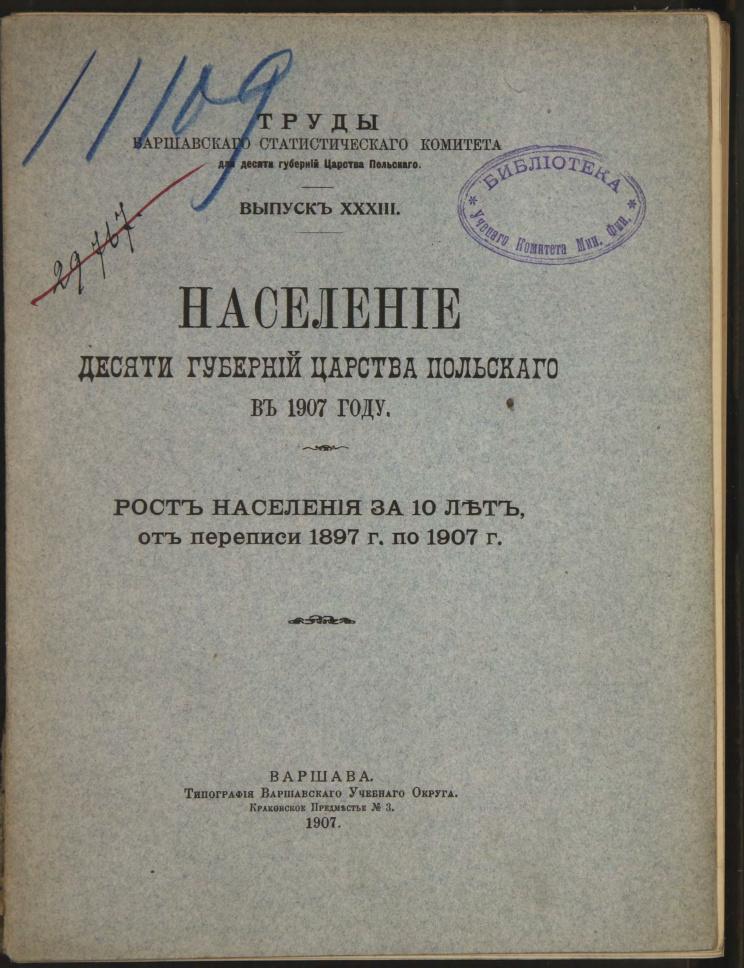 11109
ТРУДЫ
ВАРШАВСКАГО СТАТИСТИЧЕСКАГО КОМИТЕТА
для десяти губерній Царства Польскаго.
ВЫПУСКЪ XXXIII.
БИБЛІОТЕКА
* Ученаго Комитета Мин. Фин. *
29767.
НАСЕЛЕНІЕ
ДЕСЯТИ ГУБЕРНІЙ ЦАРСТВА ПОЛЬСКАГО
ВЪ 1907 ГОДУ.
РОСТЪ НАСЕЛЕНІЯ ЗА 10 ЛѢТЪ,
отъ переписи 1897 г. по 1907 г.
ВАРШАВА.
Типографія Варшавскаго Учебнаго Округа.
Краковское Предмѣстье № 3.
1907.